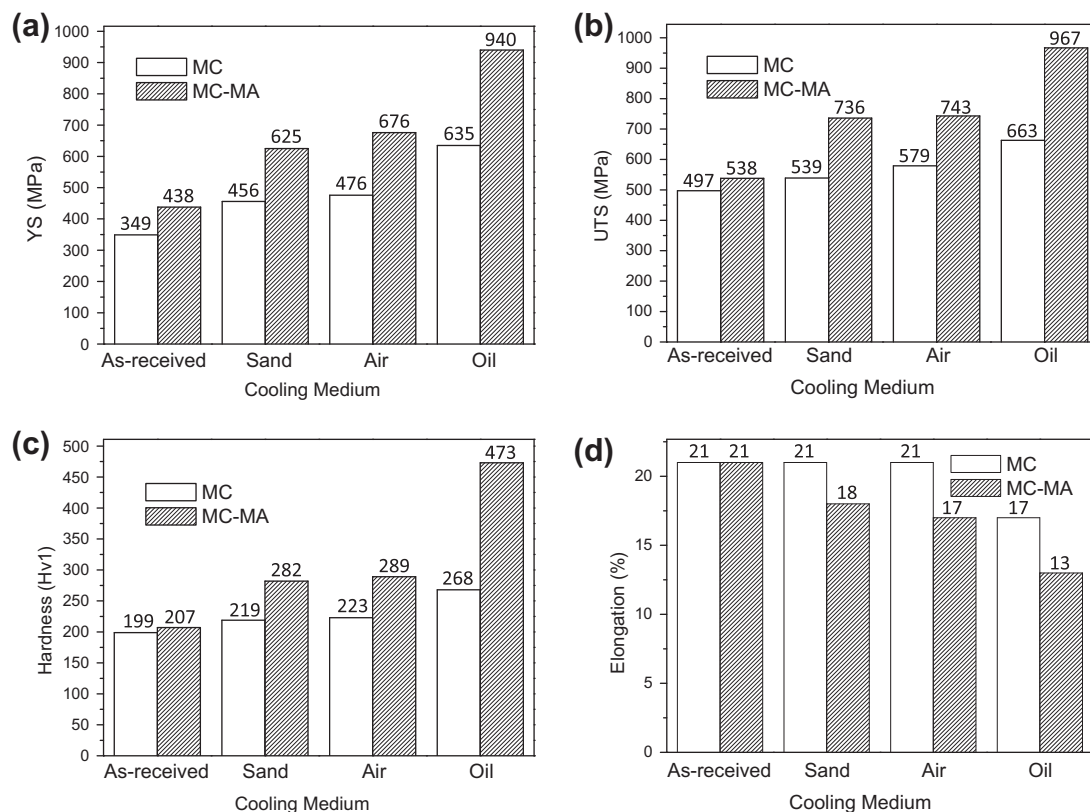 (a)
YS (MPa)
1000
900
800
700
600
500
400
300
200
100
0
MC
MC-MA
349
438
456
625
476
676
635
940
As-received Sand Air Oil
Cooling Medium
(b)
UTS (MPa)
1000
900
800
700
600
500
400
300
200
100
0
MC
MC-MA
497
538
539
736
579
743
663
967
As-received Sand Air Oil
Cooling Medium
(c)
Hardness (Hv1)
500
450
400
350
300
250
200
150
100
50
0
MC
MC-MA
199
207
219
282
223
289
268
473
As-received Sand Air Oil
Cooling Medium
(d)
Elongation (%)
20
15
10
5
0
MC
MC-MA
21
21
21
18
21
17
17
13
As-received Sand Air Oil
Cooling Medium